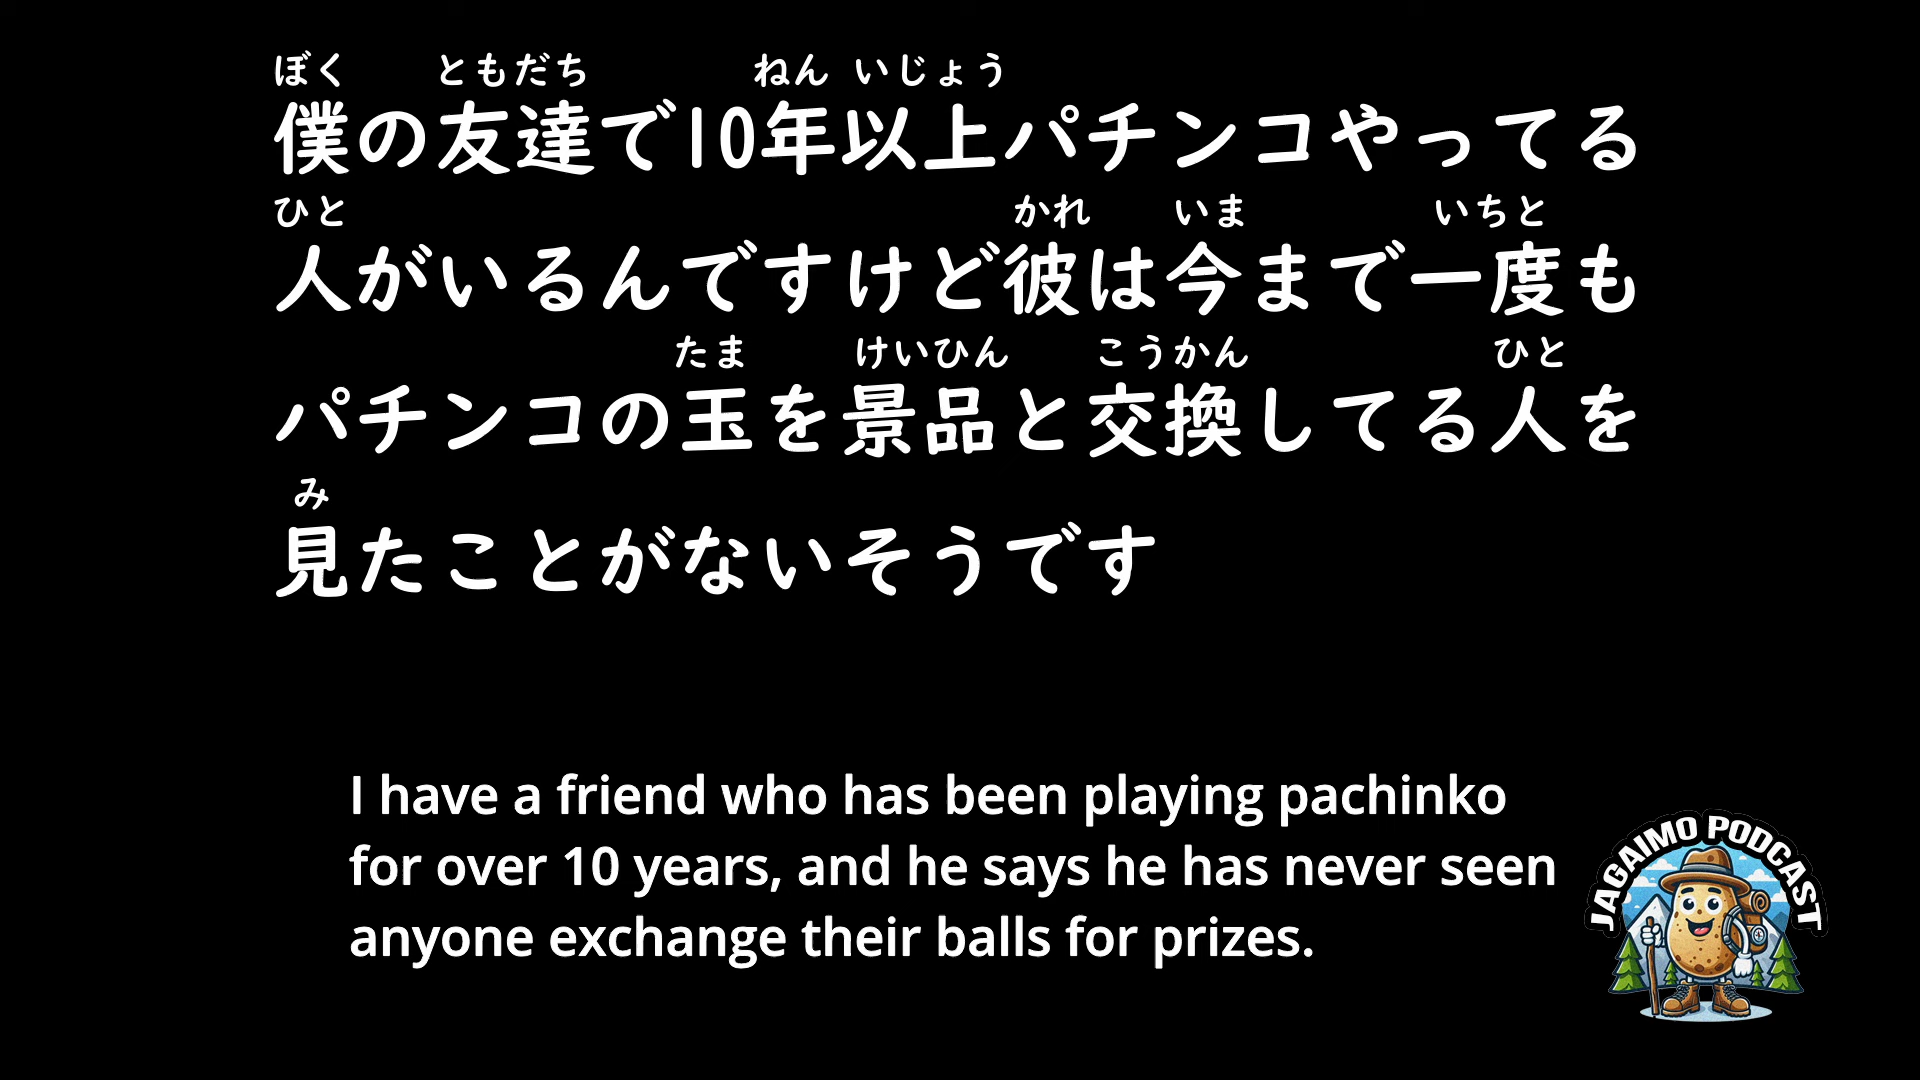 ぼく ともだち ねん いじょう
僕の友達で10年以上パチンコやってる
ひと かれ いま いちと
人がいるんですけど彼は今まで一度も
たま けいひん こうかん ひと
パチンコの玉を景品と交換してる人を
み
見たことがないそうです
I have a friend who has been playing pachinko
for over 10 years, and he says he has never seen
anyone exchange their balls for prizes.
JAGAIMO PODCAST